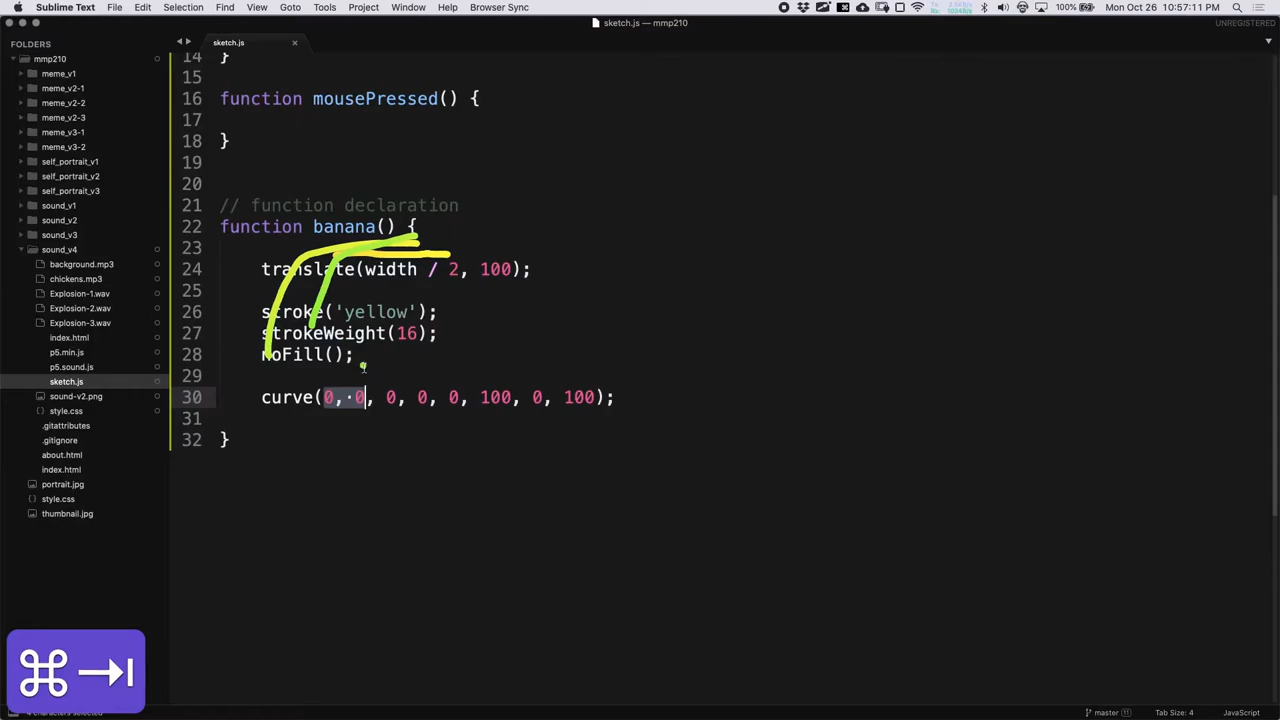 Sublime Text File Edit Selection Find View Goto Tools Project Window Help Browser Sync 100% Mon Oct 26 10:57:11 PM
sketch.js — mmp210 UNREGISTERED
FOLDERS
mmp210
meme_v1
meme_v2-1
meme_v2-2
meme_v2-3
meme_v3-1
meme_v3-2
self_portrait_v1
self_portrait_v2
self_portrait_v3
sound_v1
sound_v2
sound_v3
sound_v4
background.mp3
chickens.mp3
Explosion-1.wav
Explosion-2.wav
Explosion-3.wav
index.html
p5.min.js
p5.sound.js
sketch.js
sound-v2.png
style.css
.gitattributes
.gitignore
about.html
index.html
portrait.jpg
style.css
thumbnail.jpg
sketch.js
14 }
15
16 function mousePressed() {
17
18 }
19
20
21 // function declaration
22 function banana() {
23
24 translate(width / 2, 100);
25
26 stroke('yellow');
27 strokeWeight(16);
28 noFill();
29
30 curve(0, 0, 0, 0, 0, 100, 0, 100);
31
32 }
⌘ ⇥
master 11 Tab Size: 4 JavaScript